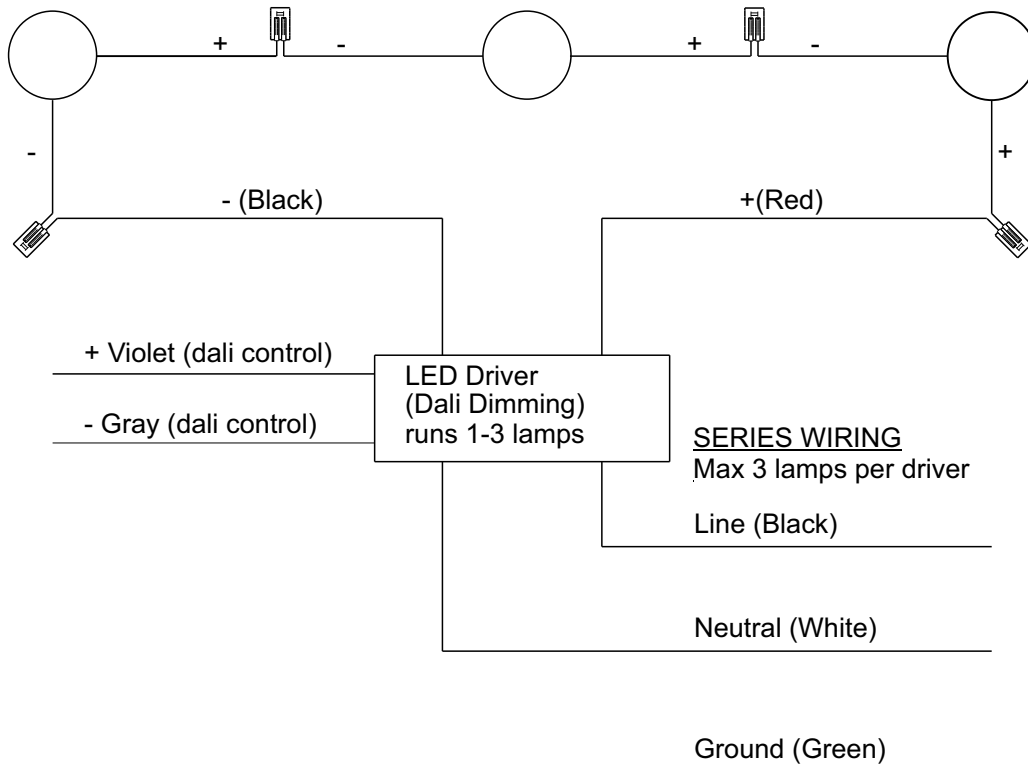 + - + -
- +
- (Black) +(Red)
+ Violet (dali control)
- Gray (dali control)
LED Driver
(Dali Dimming)
runs 1-3 lamps
SERIES WIRING
Max 3 lamps per driver
Line (Black)
Neutral (White)
Ground (Green)